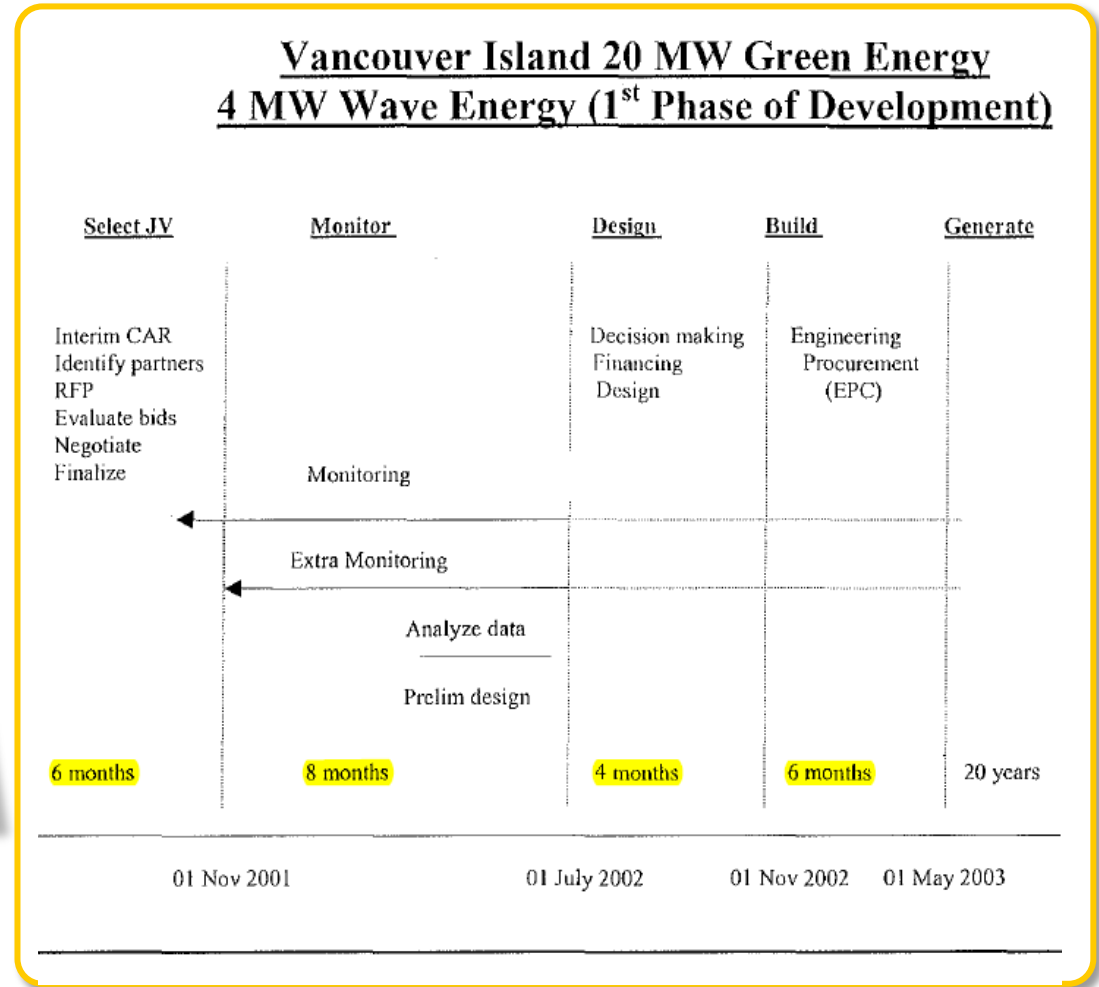 Vancouver Island 20 MW Green Energy
4 MW Wave Energy (1st Phase of Development)
Select JV Monitor Design Build Generate
Interim CAR
Identify partners
RFP
Evaluate bids
Negotiate
Finalize
Decision making
Financing
Design
Engineering
Procurement
(EPC)
Monitoring
Extra Monitoring
Analyze data
Prelim design
6 months 8 months 4 months 6 months 20 years
01 Nov 2001 01 July 2002 01 Nov 2002 01 May 2003